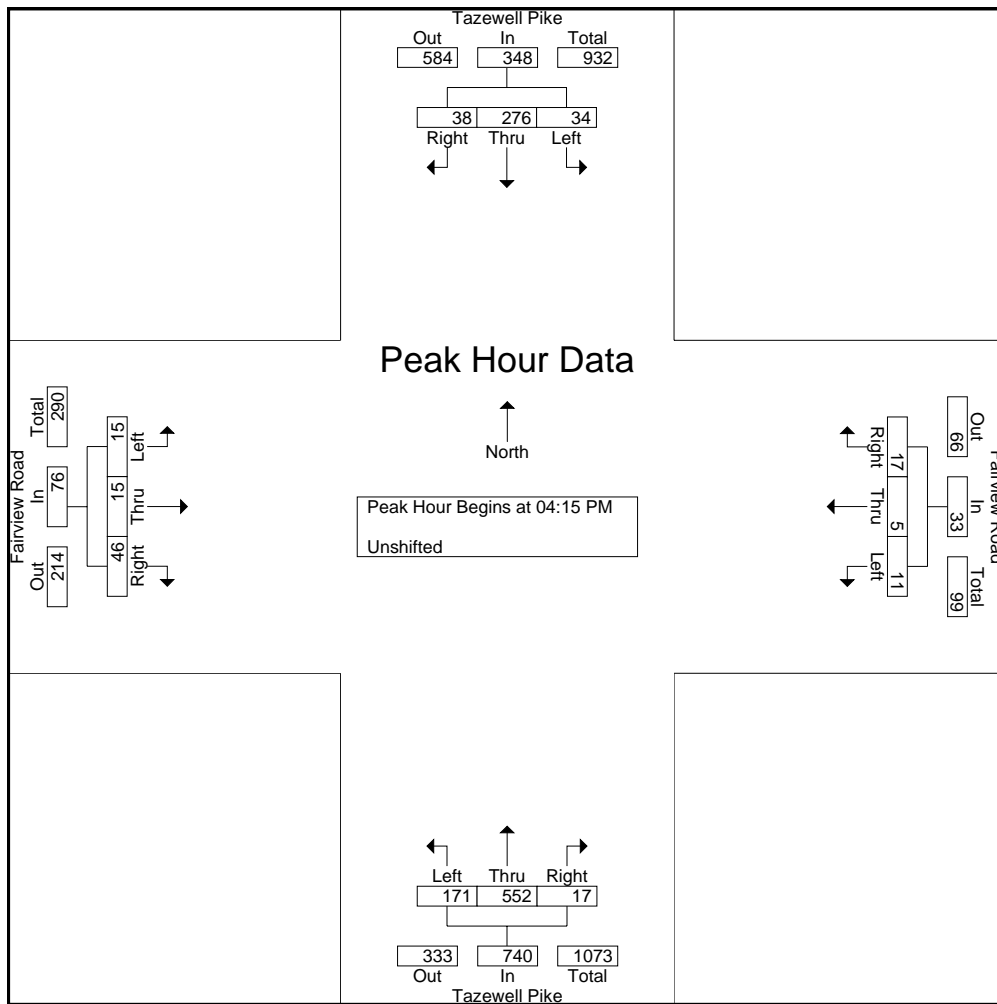 Tazewell Pike
Out In Total
584 348 932
38 276 34
Right Thru Left
Peak Hour Data
North
Peak Hour Begins at 04:15 PM
Unshifted
Fairview Road
Total In Out
290 76 214
15 15 46
Left Thru Right
Fairview Road
Out In Total
66 33 99
17 5 11
Right Thru Left
Left Thru Right
171 552 17
333 740 1073
Out In Total
Tazewell Pike